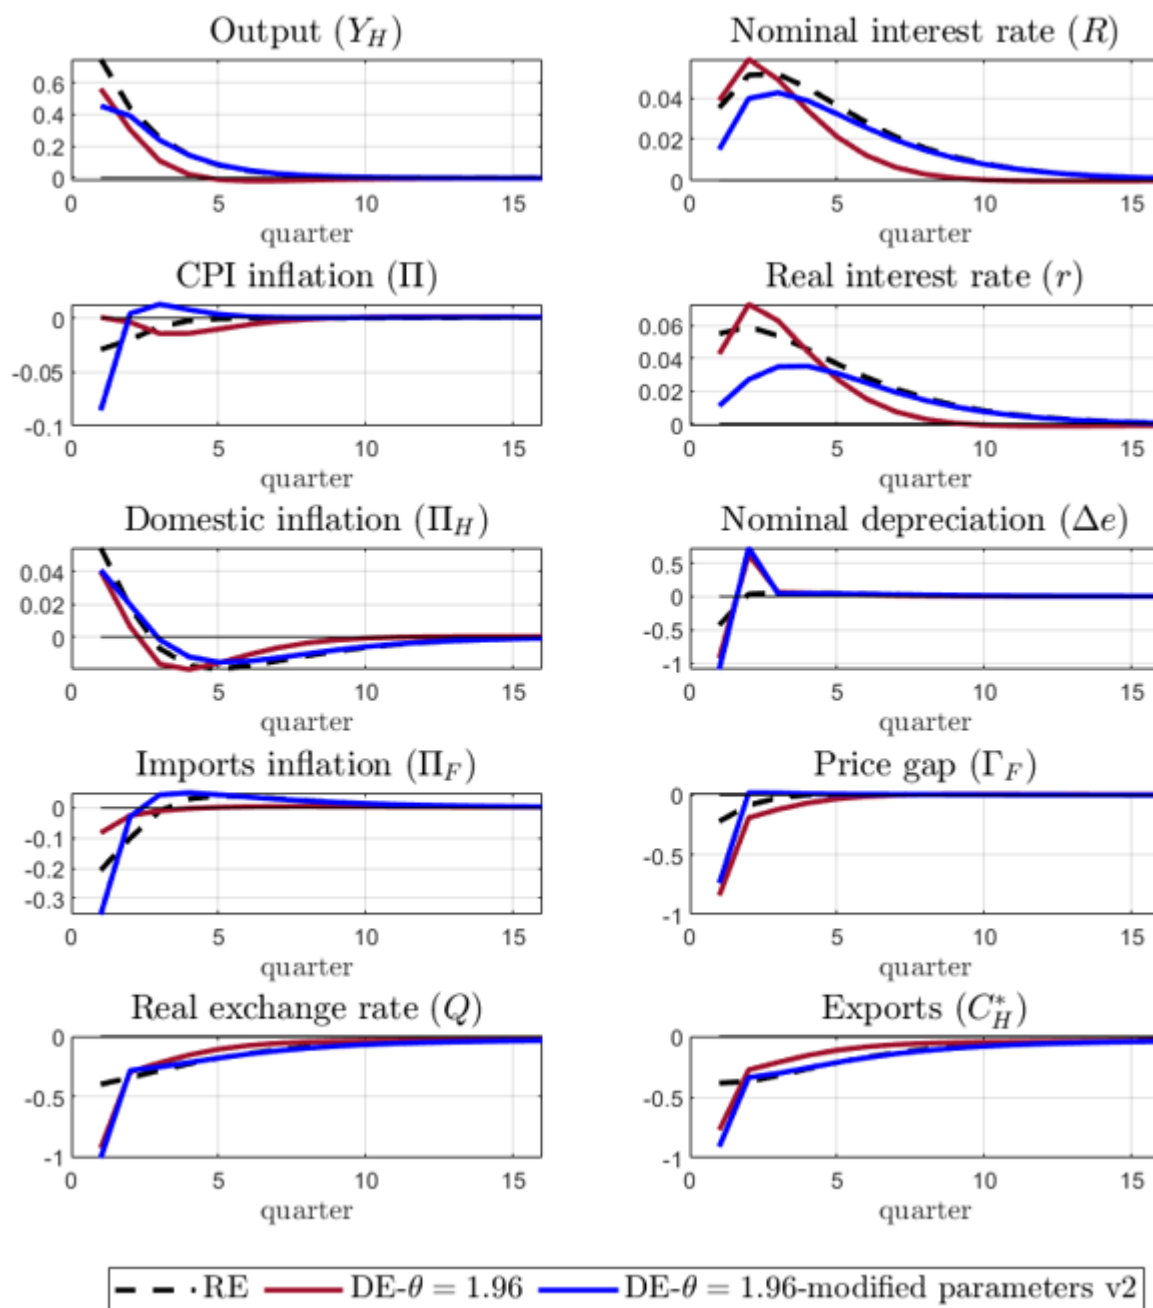 Output (Y_H)
0.6
0.4
0.2
0
0 5 10 15
quarter
Nominal interest rate (R)
0.04
0.02
0
0 5 10 15
quarter
CPI inflation (Π)
0
-0.05
-0.1
0 5 10 15
quarter
Real interest rate (r)
0.06
0.04
0.02
0
0 5 10 15
quarter
Domestic inflation (Π_H)
0.04
0.02
0
0 5 10 15
quarter
Nominal depreciation (Δe)
0.5
0
-0.5
-1
0 5 10 15
quarter
Imports inflation (Π_F)
0
-0.1
-0.2
-0.3
0 5 10 15
quarter
Price gap (Γ_F)
0
-0.5
-1
0 5 10 15
quarter
Real exchange rate (Q)
0
-0.5
-1
0 5 10 15
quarter
Exports (C*_H)
0
-0.5
-1
0 5 10 15
quarter
RE DE-θ = 1.96 DE-θ = 1.96-modified parameters v2